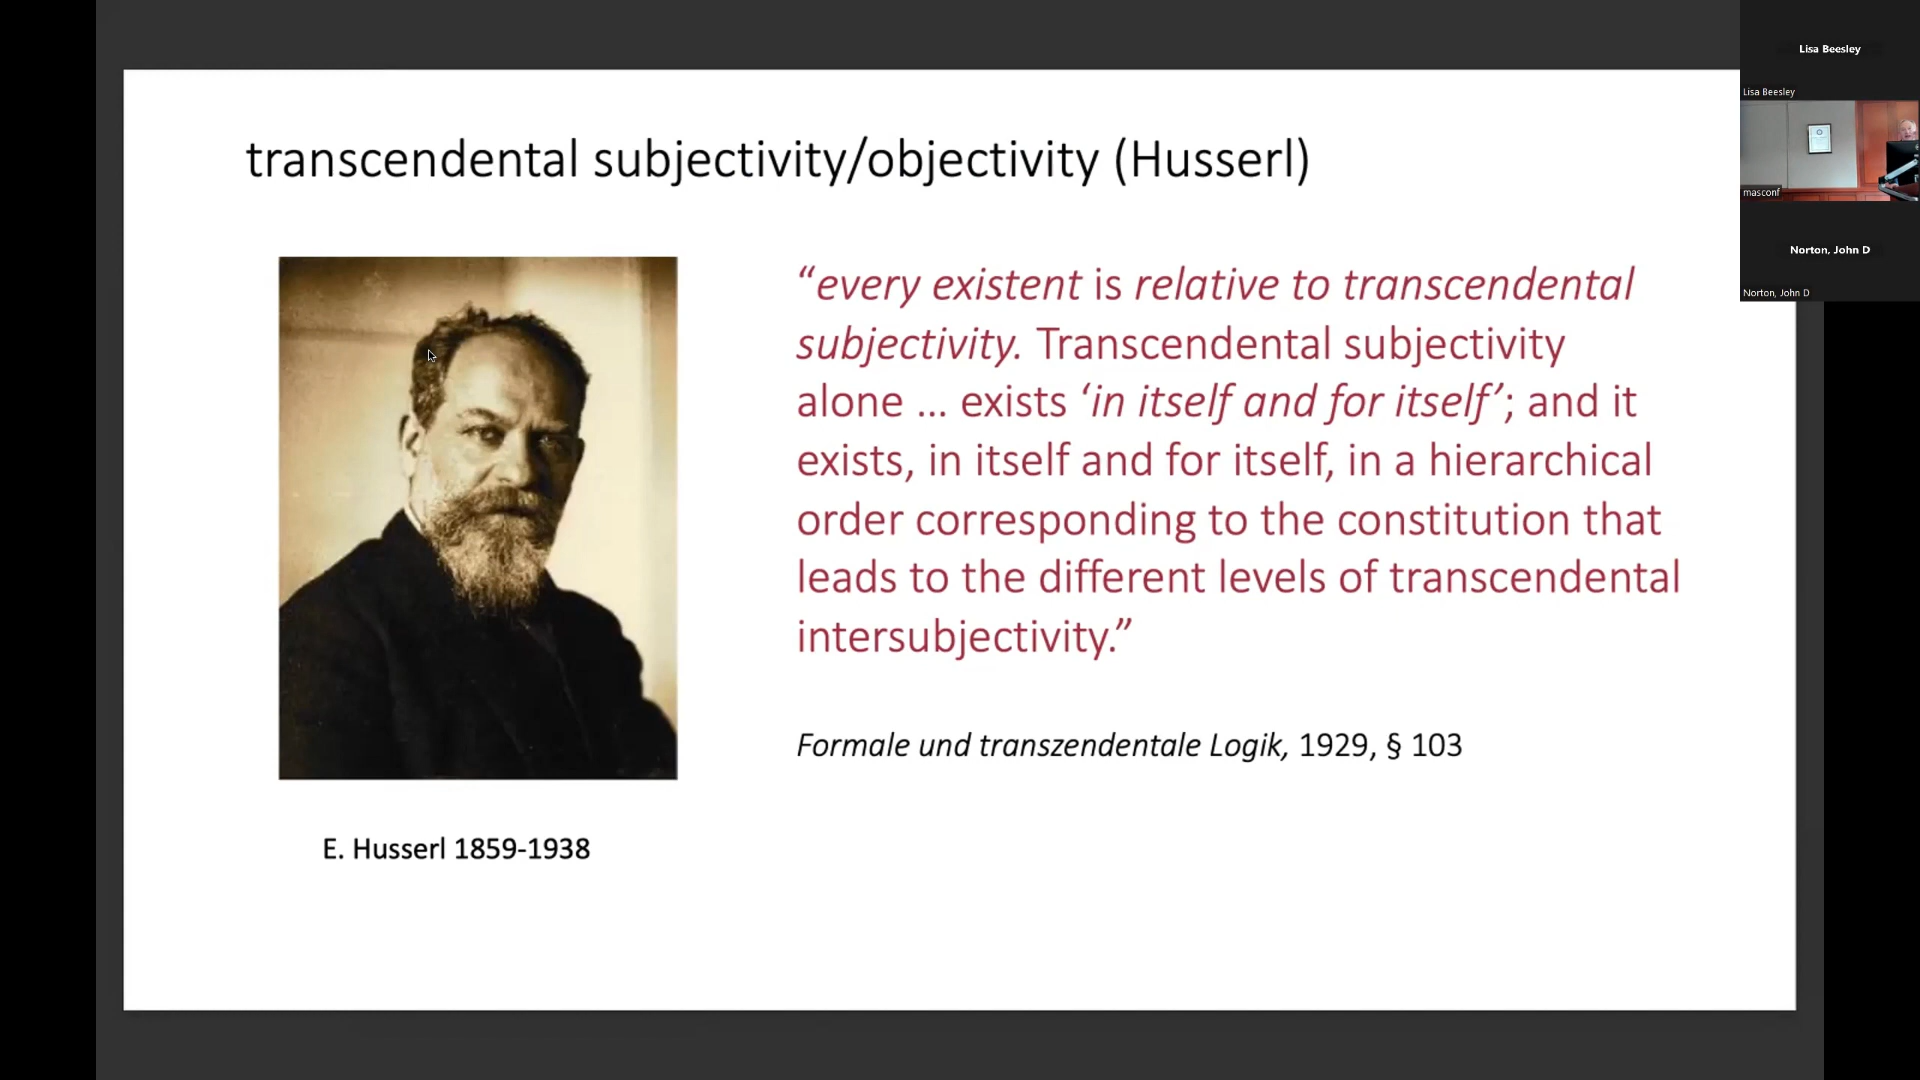 transcendental subjectivity/objectivity (Husserl)
“every existent is relative to transcendental
subjectivity. Transcendental subjectivity
alone ... exists ‘in itself and for itself’; and it
exists, in itself and for itself, in a hierarchical
order corresponding to the constitution that
leads to the different levels of transcendental
intersubjectivity.”
Formale und transzendentale Logik, 1929, § 103
E. Husserl 1859-1938
Lisa Beesley
Lisa Beesley
masconf
Norton, John D
Norton, John D